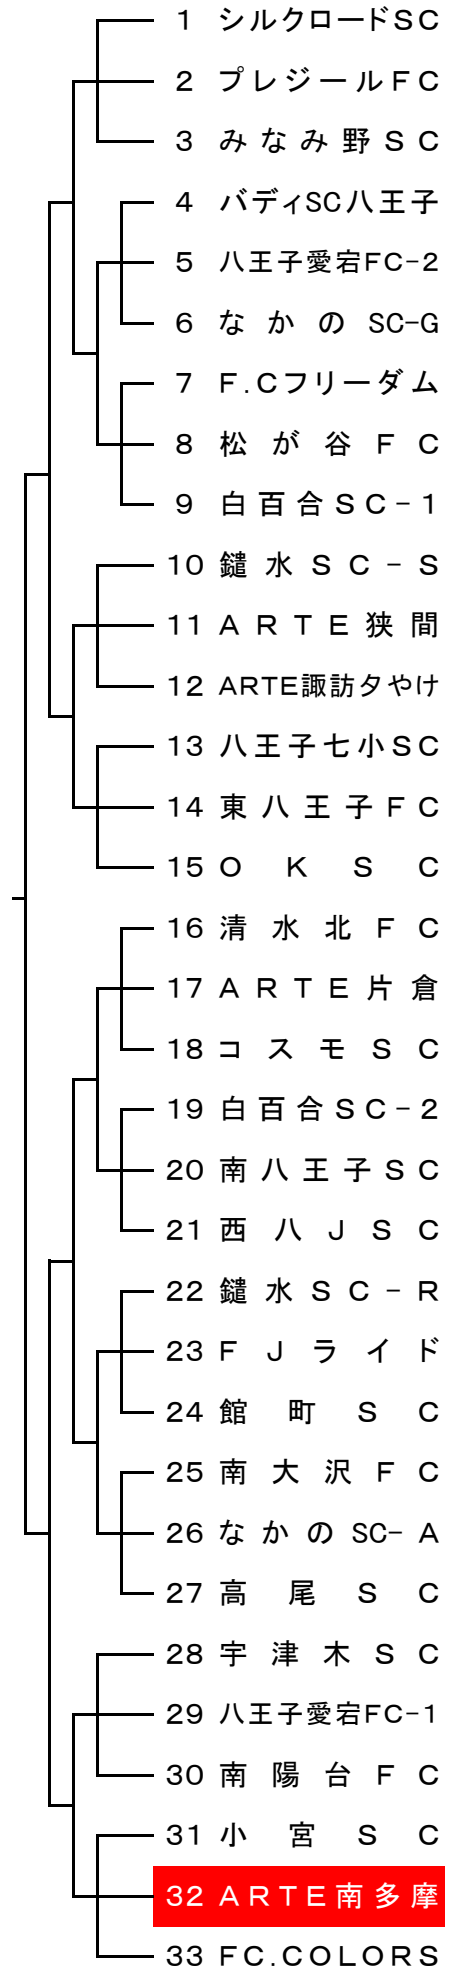 1 シルクロードSC
2 プレジールFC
3 みなみ野SC
4 バディSC八王子
5 八王子愛宕FC-2
6 なかのSC-G
7 F.Cフリーダム
8 松が谷FC
9 白百合SC-1
10 鑓水SC-S
11 ARTE狭間
12 ARTE諏訪夕やけ
13 八王子七小SC
14 東八王子FC
15 OKSC
16 清水北FC
17 ARTE片倉
18 コスモSC
19 白百合SC-2
20 南八王子SC
21 西八JSC
22 鑓水SC-R
23 FJライド
24 館町SC
25 南大沢FC
26 なかのSC-A
27 高尾SC
28 宇津木SC
29 八王子愛宕FC-1
30 南陽台FC
31 小宮SC
32 ARTE南多摩
33 FC.COLORS